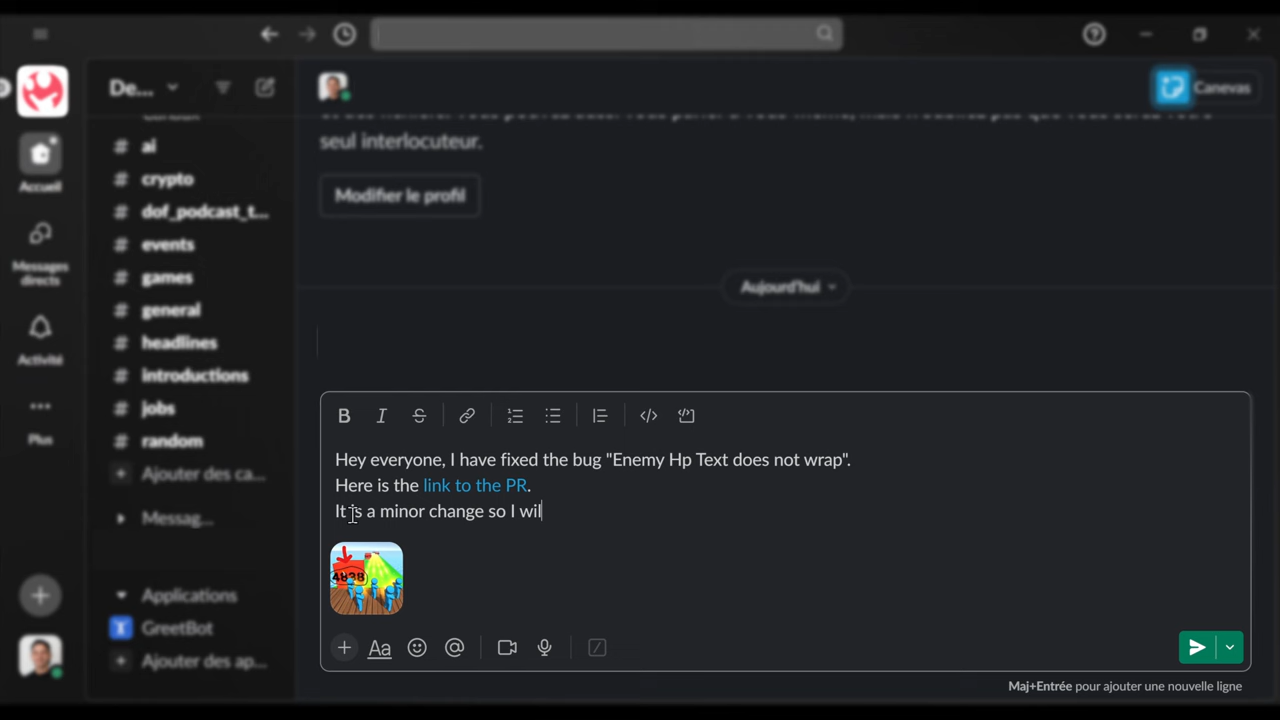 De...
Canevas
seul interlocuteur.
Modifier le profil
Aujourd'hui
Accueil
Messages
directs
Activité
Plus
# ai
# crypto
# dof_podcast_t...
# events
# games
# general
# headlines
# introductions
# jobs
# random
+ Ajouter des ca...
Messag...
Applications
GreetBot
+ Ajouter des ap...
Hey everyone, I have fixed the bug "Enemy Hp Text does not wrap".
Here is the link to the PR.
It is a minor change so I wil
4838
Aa
Maj+Entrée pour ajouter une nouvelle ligne